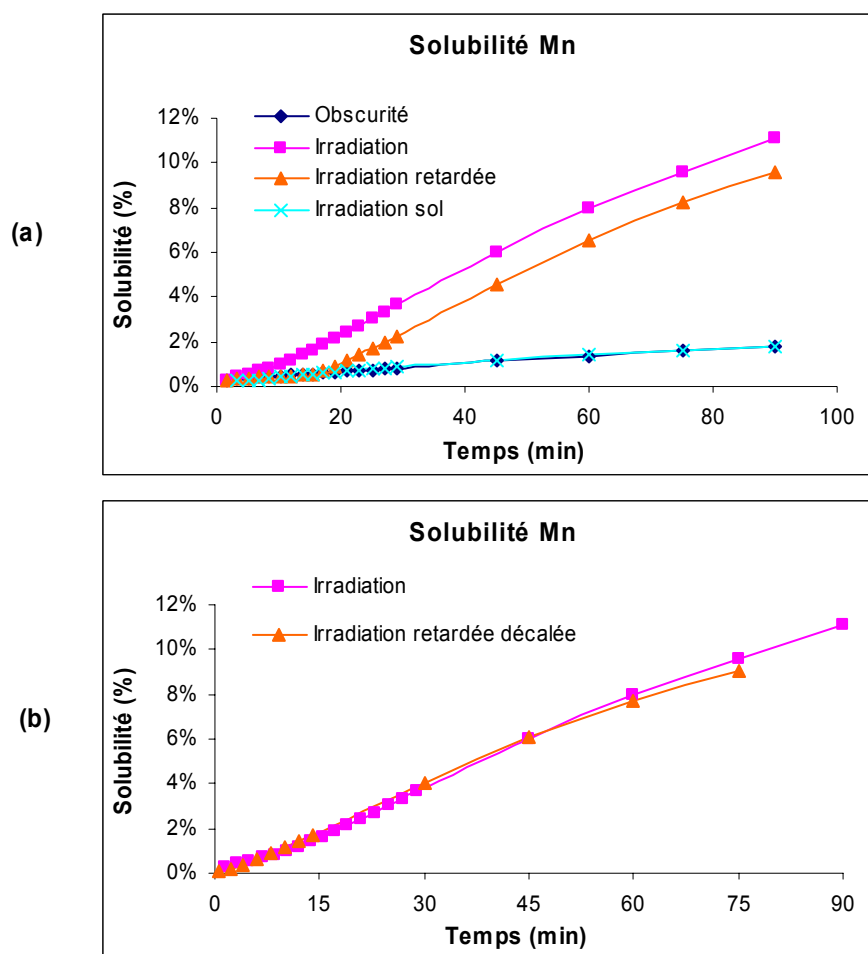 (a)
Solubilité Mn
Obscurité
Irradiation
Irradiation retardée
Irradiation sol
Solubilité (%)
12%
10%
8%
6%
4%
2%
0%
0 20 40 60 80 100
Temps (min)
(b)
Solubilité Mn
Irradiation
Irradiation retardée décalée
Solubilité (%)
12%
10%
8%
6%
4%
2%
0%
0 15 30 45 60 75 90
Temps (min)